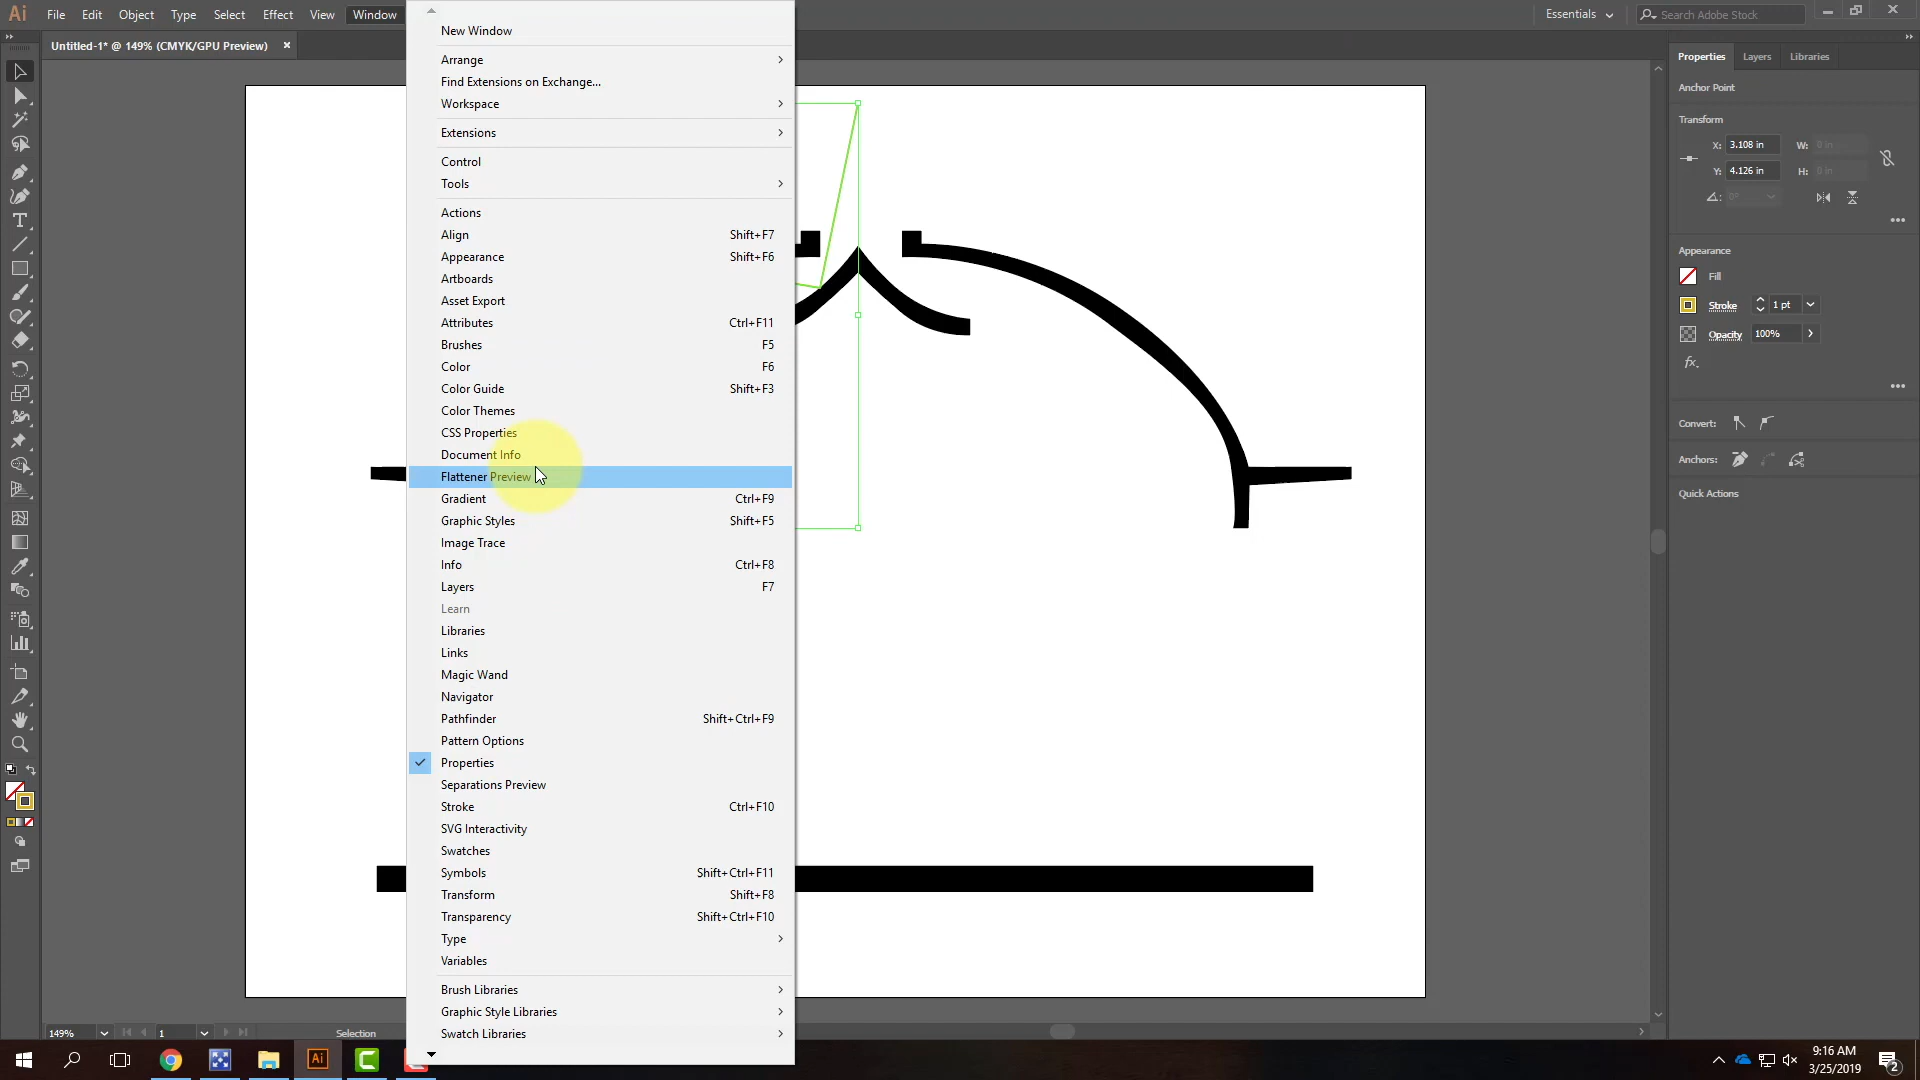 Ai File Edit Object Type Select Effect View Window Essentials Search Adobe Stock
Untitled-1* @ 149% (CMYK/GPU Preview)
New Window
Arrange
Find Extensions on Exchange...
Workspace
Extensions
Control
Tools
Actions
Align Shift+F7
Appearance Shift+F6
Artboards
Asset Export
Attributes Ctrl+F11
Brushes F5
Color F6
Color Guide Shift+F3
Color Themes
CSS Properties
Document Info
Flattener Preview
Gradient Ctrl+F9
Graphic Styles Shift+F5
Image Trace
Info Ctrl+F8
Layers F7
Learn
Libraries
Links
Magic Wand
Navigator
Pathfinder Shift+Ctrl+F9
Pattern Options
Properties
Separations Preview
Stroke Ctrl+F10
SVG Interactivity
Swatches
Symbols Shift+Ctrl+F11
Transform Shift+F8
Transparency Shift+Ctrl+F10
Type
Variables
Brush Libraries
Graphic Style Libraries
Swatch Libraries
Properties Layers Libraries
Anchor Point
Transform
X: 3.108 in W: 0 in
Y: 4.126 in H: 0 in
0°
Appearance
Fill
Stroke 1 pt
Opacity 100%
fx.
Convert:
Anchors:
Quick Actions
149% 1 Selection
Ai
9:16 AM
3/25/2019
2